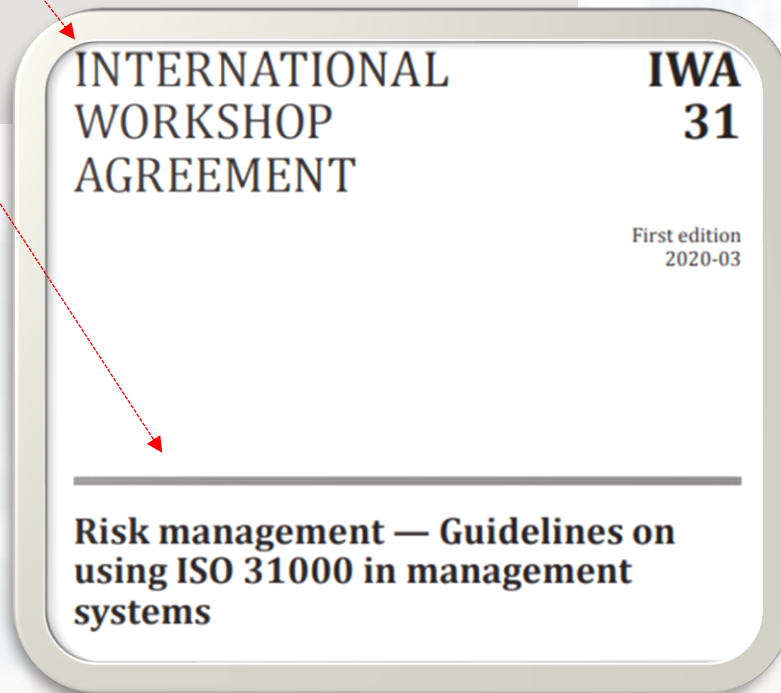 INTERNATIONAL
WORKSHOP
AGREEMENT
IWA
31
First edition
2020-03
Risk management — Guidelines on
using ISO 31000 in management
systems